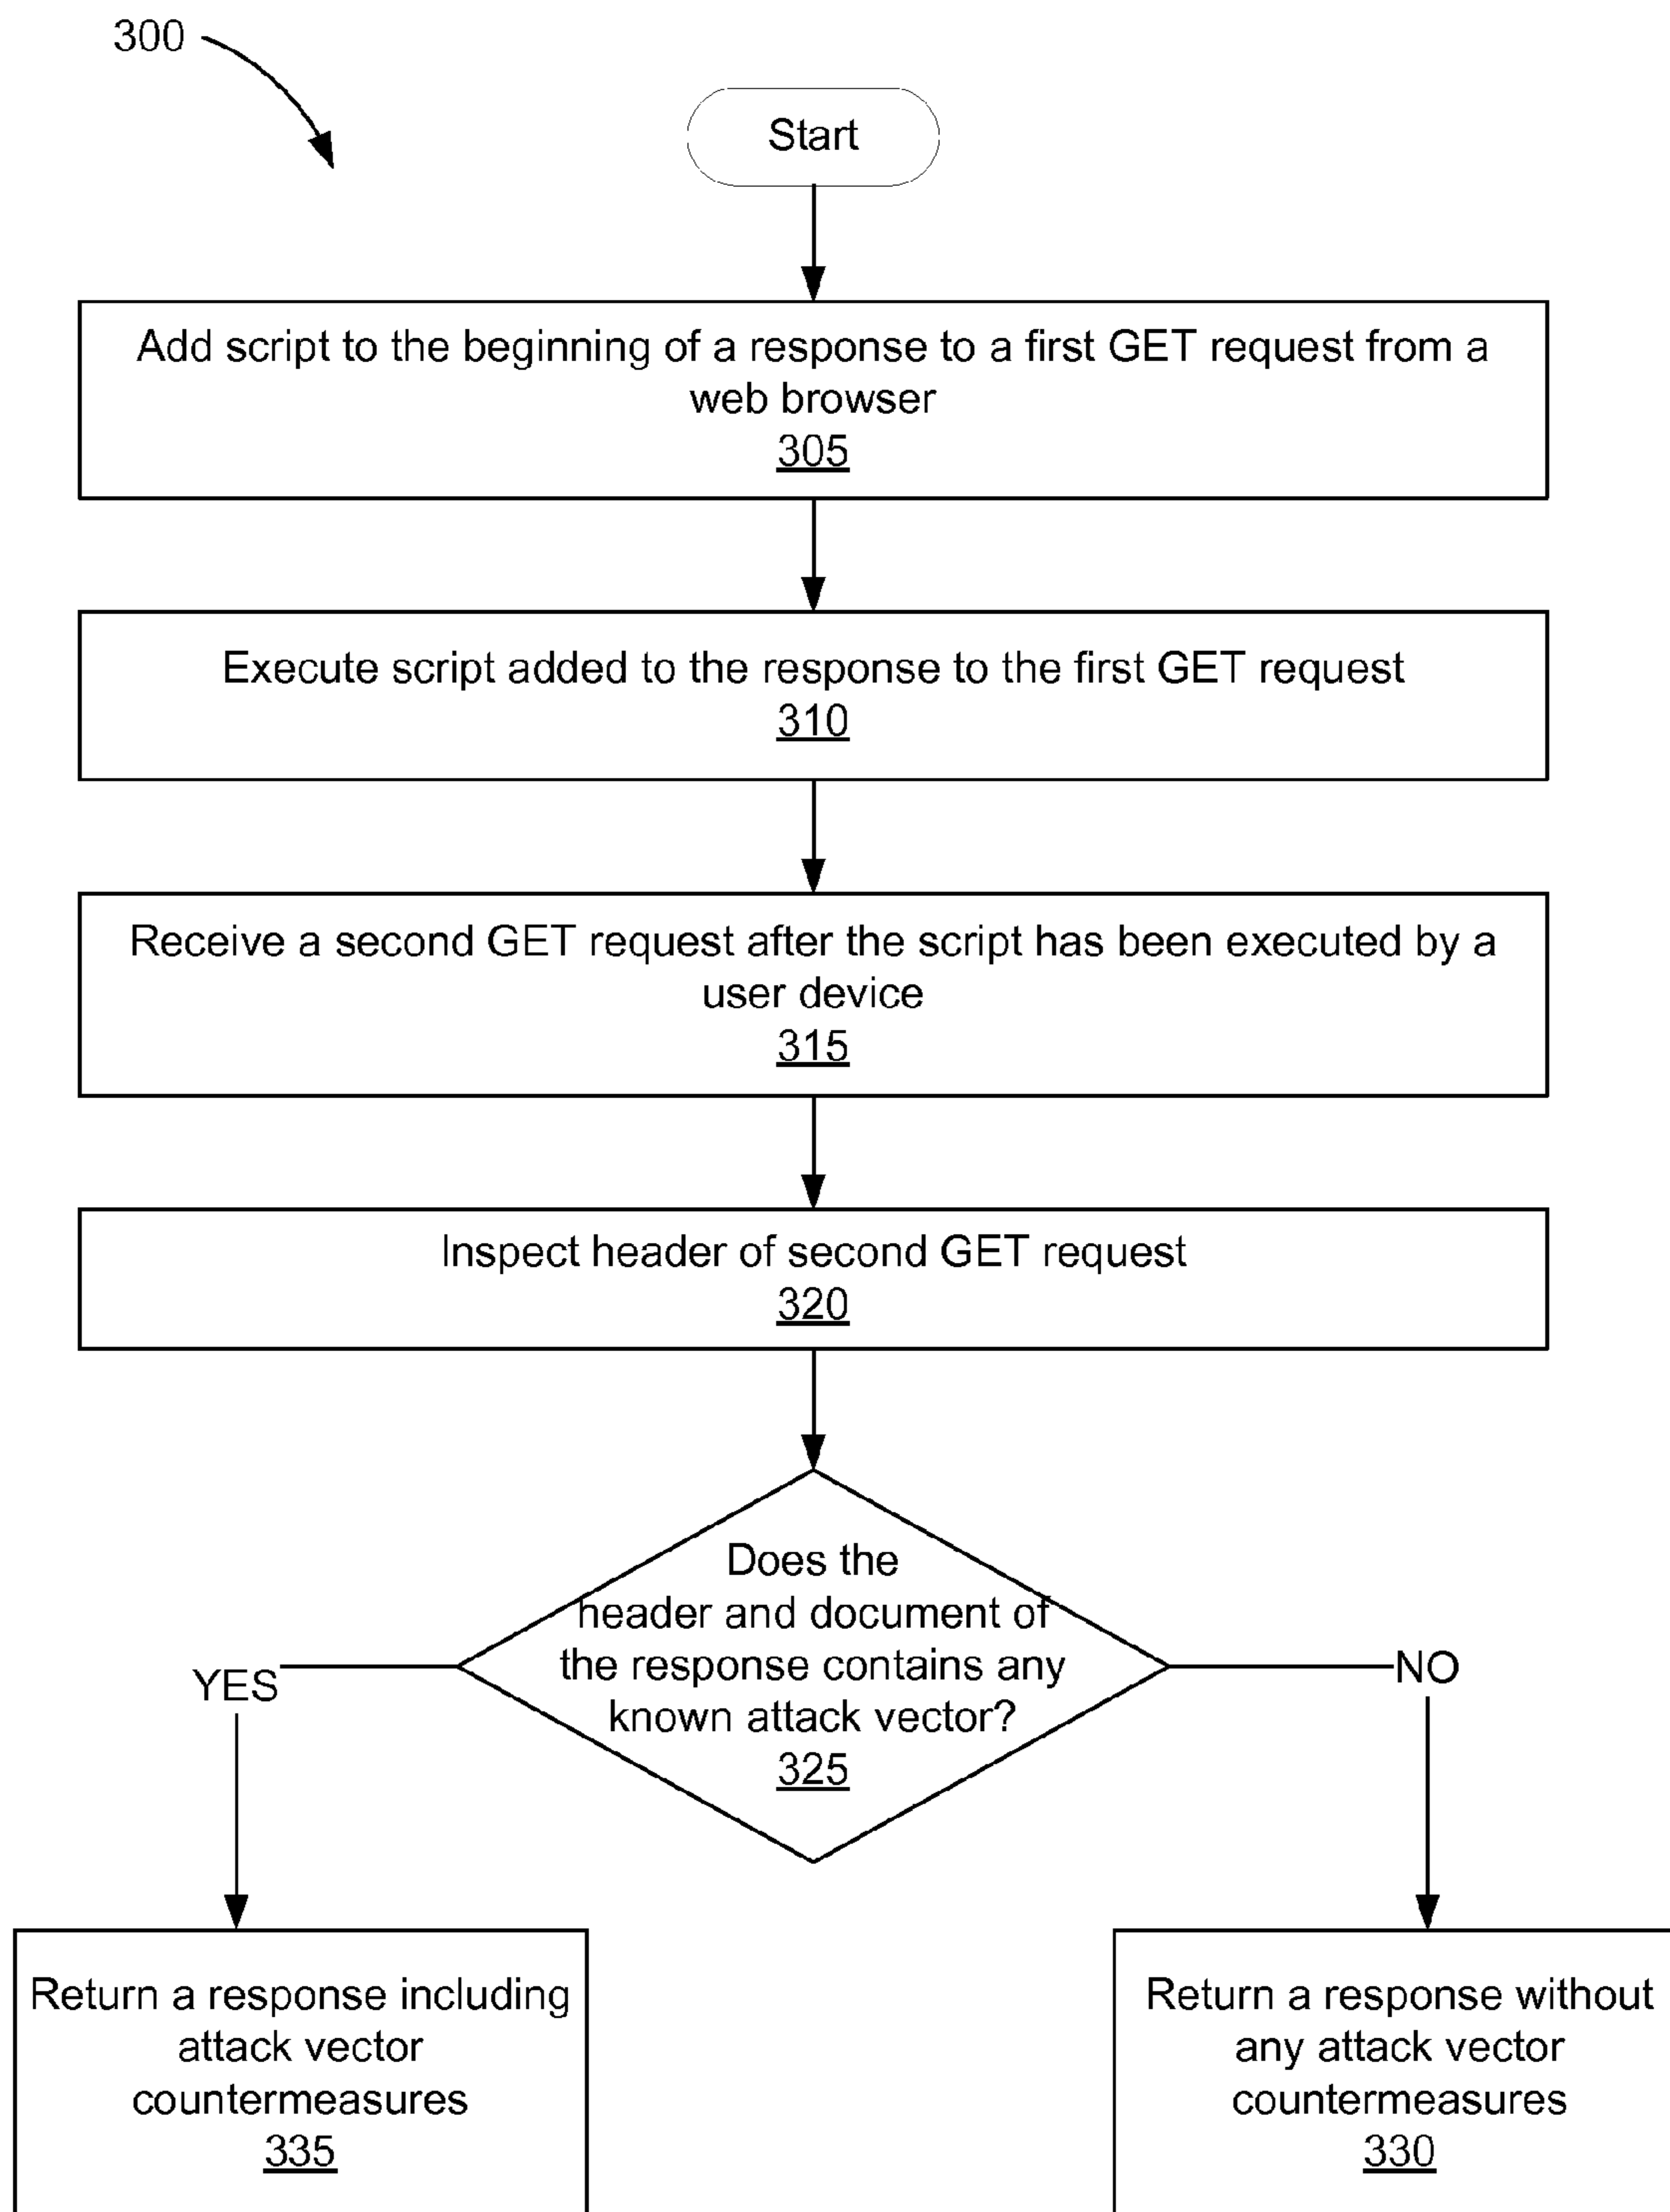 300
Start
Add script to the beginning of a response to a first GET request from a
web browser
305
Execute script added to the response to the first GET request
310
Receive a second GET request after the script has been executed by a
user device
315
Inspect header of second GET request
320
Does the
header and document of
the response contains any
known attack vector?
325
YES
NO
Return a response including
attack vector
countermeasures
335
Return a response without
any attack vector
countermeasures
330